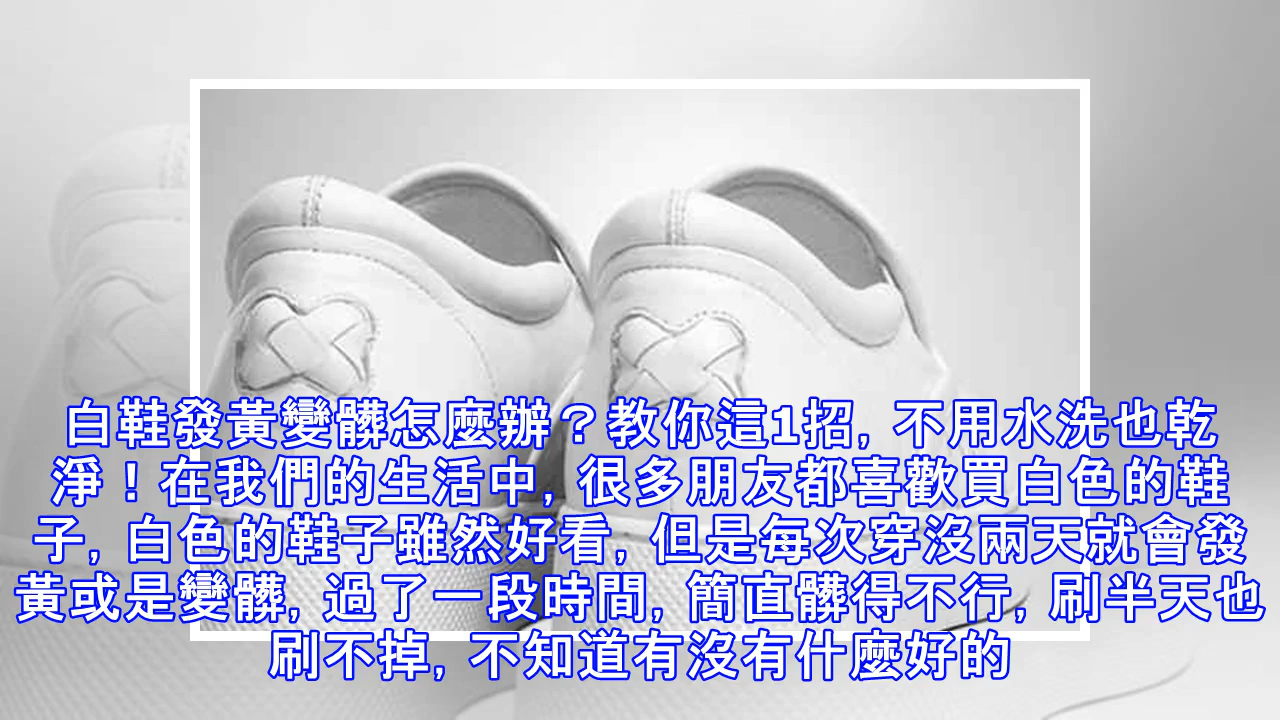 白鞋發黃變髒怎麼辦？教你這1招, 不用水洗也乾
淨！在我們的生活中, 很多朋友都喜歡買白色的鞋
子, 白色的鞋子雖然好看, 但是每次穿沒兩天就會發
黃或是變髒, 過了一段時間, 簡直髒得不行, 刷半天也
刷不掉, 不知道有沒有什麼好的